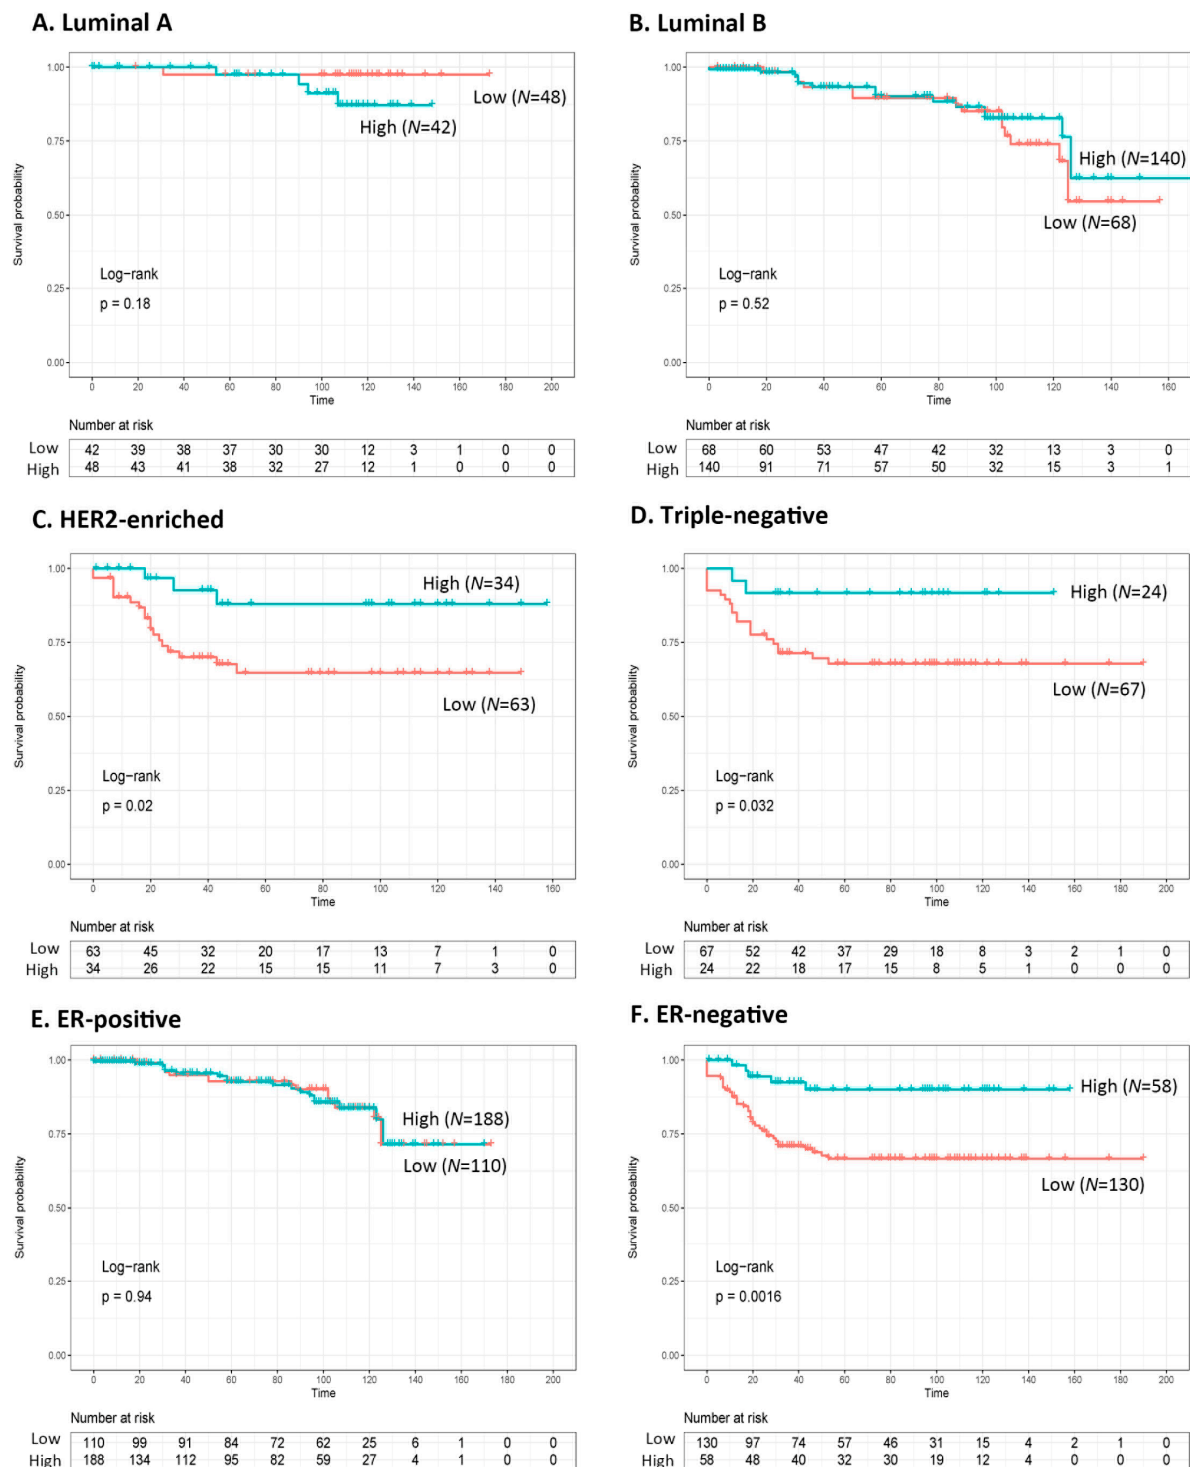 A. Luminal A
Survival probability
1.00
0.75
0.50
0.25
0.00
Low (N=48)
High (N=42)
Log-rank
p = 0.18
0 20 40 60 80 100 120 140 160 180 200
Time
Number at risk
Low 42 39 38 37 30 30 12 3 1 0 0
High 48 43 41 38 32 27 12 1 0 0 0
B. Luminal B
Survival probability
1.00
0.75
0.50
0.25
0.00
High (N=140)
Low (N=68)
Log-rank
p = 0.52
0 20 40 60 80 100 120 140 160
Time
Number at risk
Low 68 60 53 47 42 32 13 3 0
High 140 91 71 57 50 32 15 3 1
C. HER2-enriched
Survival probability
1.00
0.75
0.50
0.25
0.00
High (N=34)
Low (N=63)
Log-rank
p = 0.02
0 20 40 60 80 100 120 140 160
Time
Number at risk
Low 63 45 32 20 17 13 7 1 0
High 34 26 22 15 15 11 7 3 0
D. Triple-negative
Survival probability
1.00
0.75
0.50
0.25
0.00
High (N=24)
Low (N=67)
Log-rank
p = 0.032
0 20 40 60 80 100 120 140 160 180 200
Time
Number at risk
Low 67 52 42 37 29 18 8 3 2 1 0
High 24 22 18 17 15 8 5 1 0 0 0
E. ER-positive
Survival probability
1.00
0.75
0.50
0.25
0.00
High (N=188)
Low (N=110)
Log-rank
p = 0.94
0 20 40 60 80 100 120 140 160 180 200
Time
Number at risk
Low 110 99 91 84 72 62 25 6 1 0 0
High 188 134 112 95 82 59 27 4 1 0 0
F. ER-negative
Survival probability
1.00
0.75
0.50
0.25
0.00
High (N=58)
Low (N=130)
Log-rank
p = 0.0016
0 20 40 60 80 100 120 140 160 180 200
Time
Number at risk
Low 130 97 74 57 46 31 15 4 2 1 0
High 58 48 40 32 30 19 12 4 0 0 0